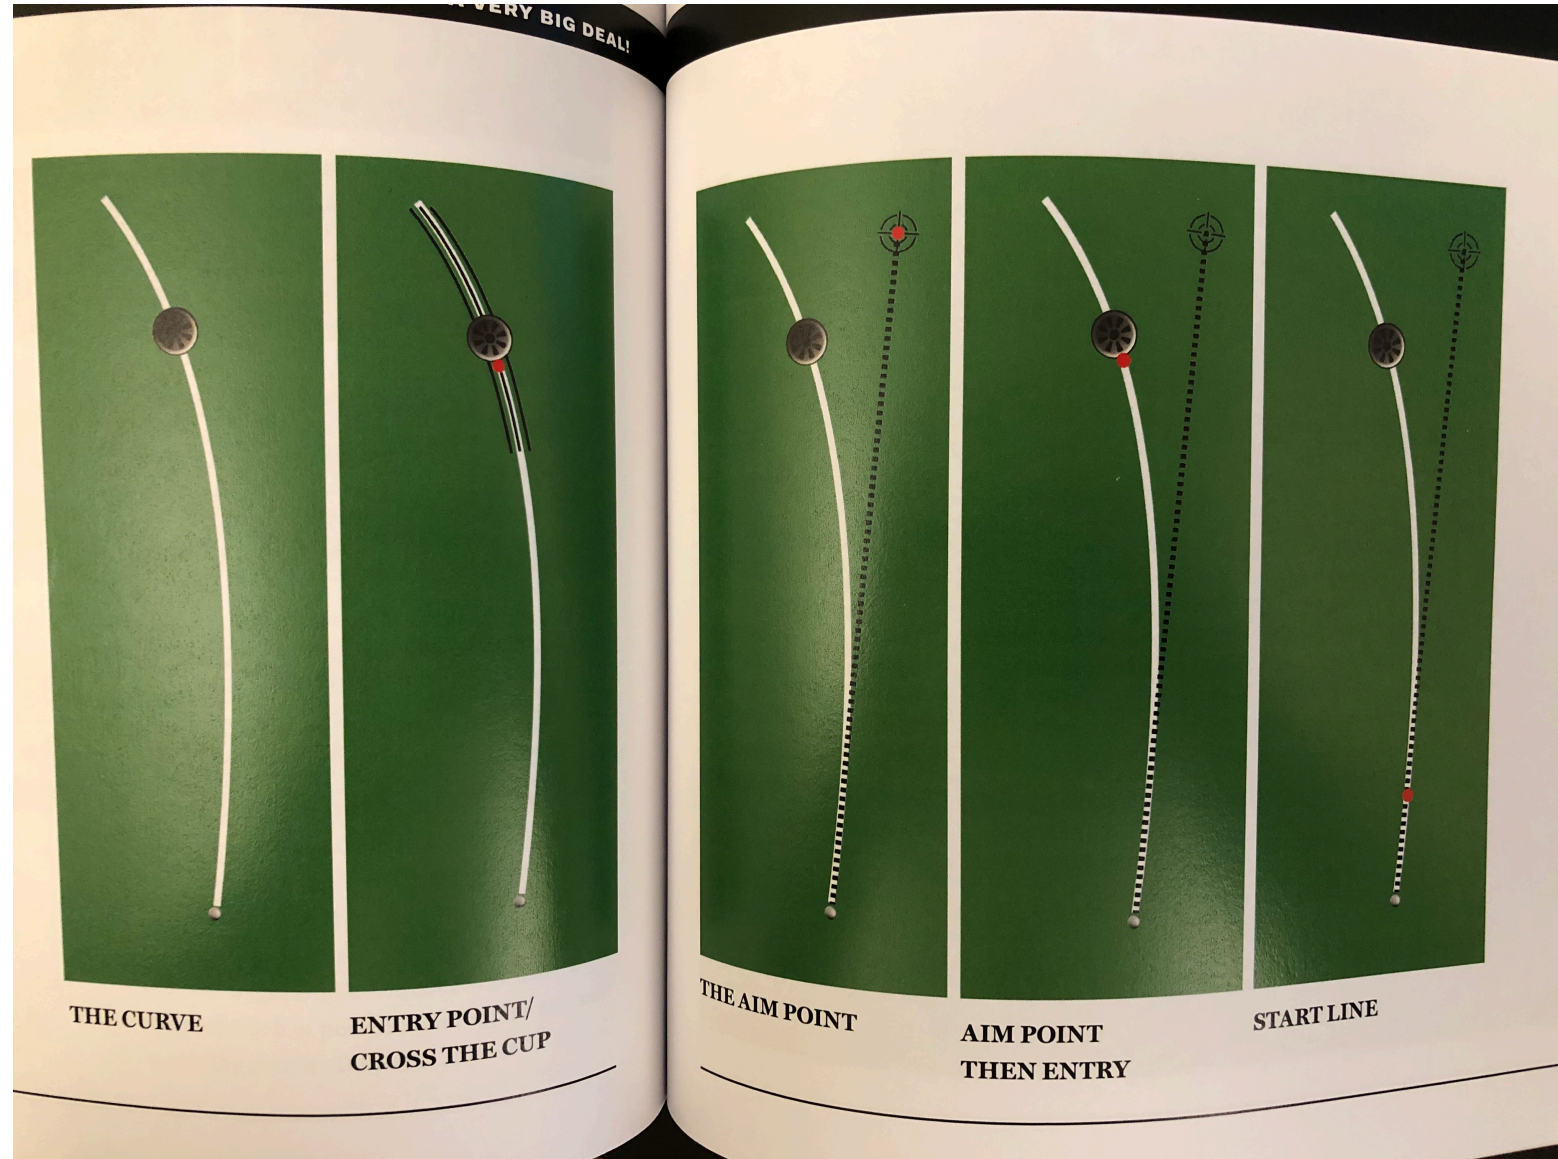 VERY BIG DEAL!
THE CURVE
ENTRY POINT/
CROSS THE CUP
THE AIM POINT
AIM POINT
THEN ENTRY
START LINE